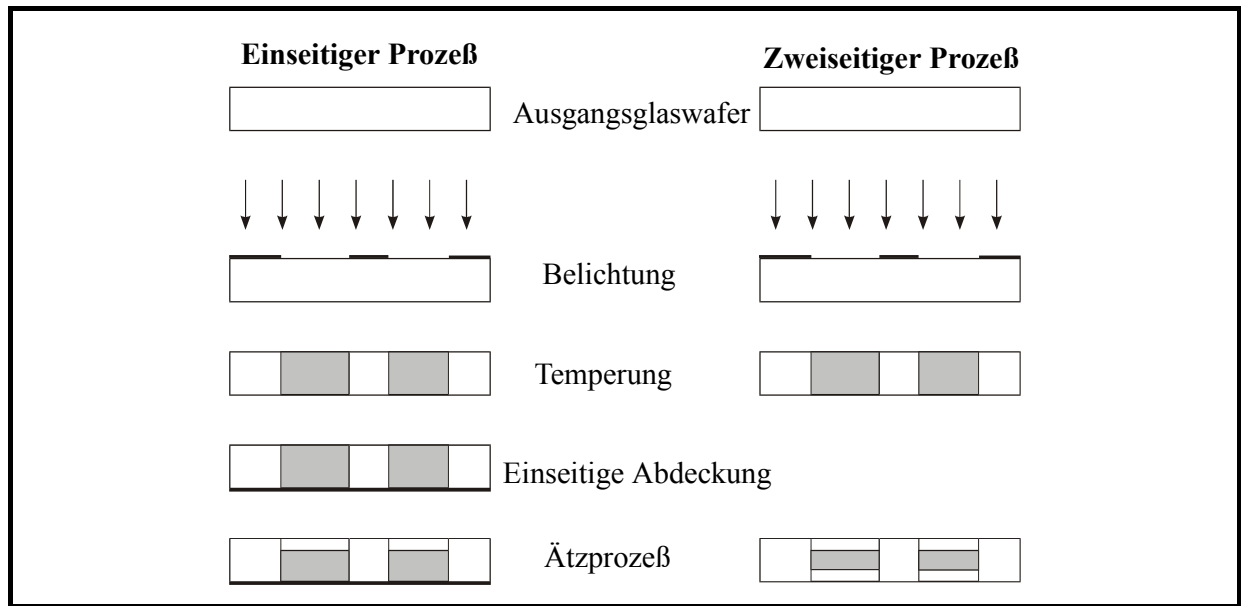 Einseitiger Prozeß
Zweiseitiger Prozeß
Ausgangsglaswafer
Belichtung
Temperung
Einseitige Abdeckung
Ätzprozeß